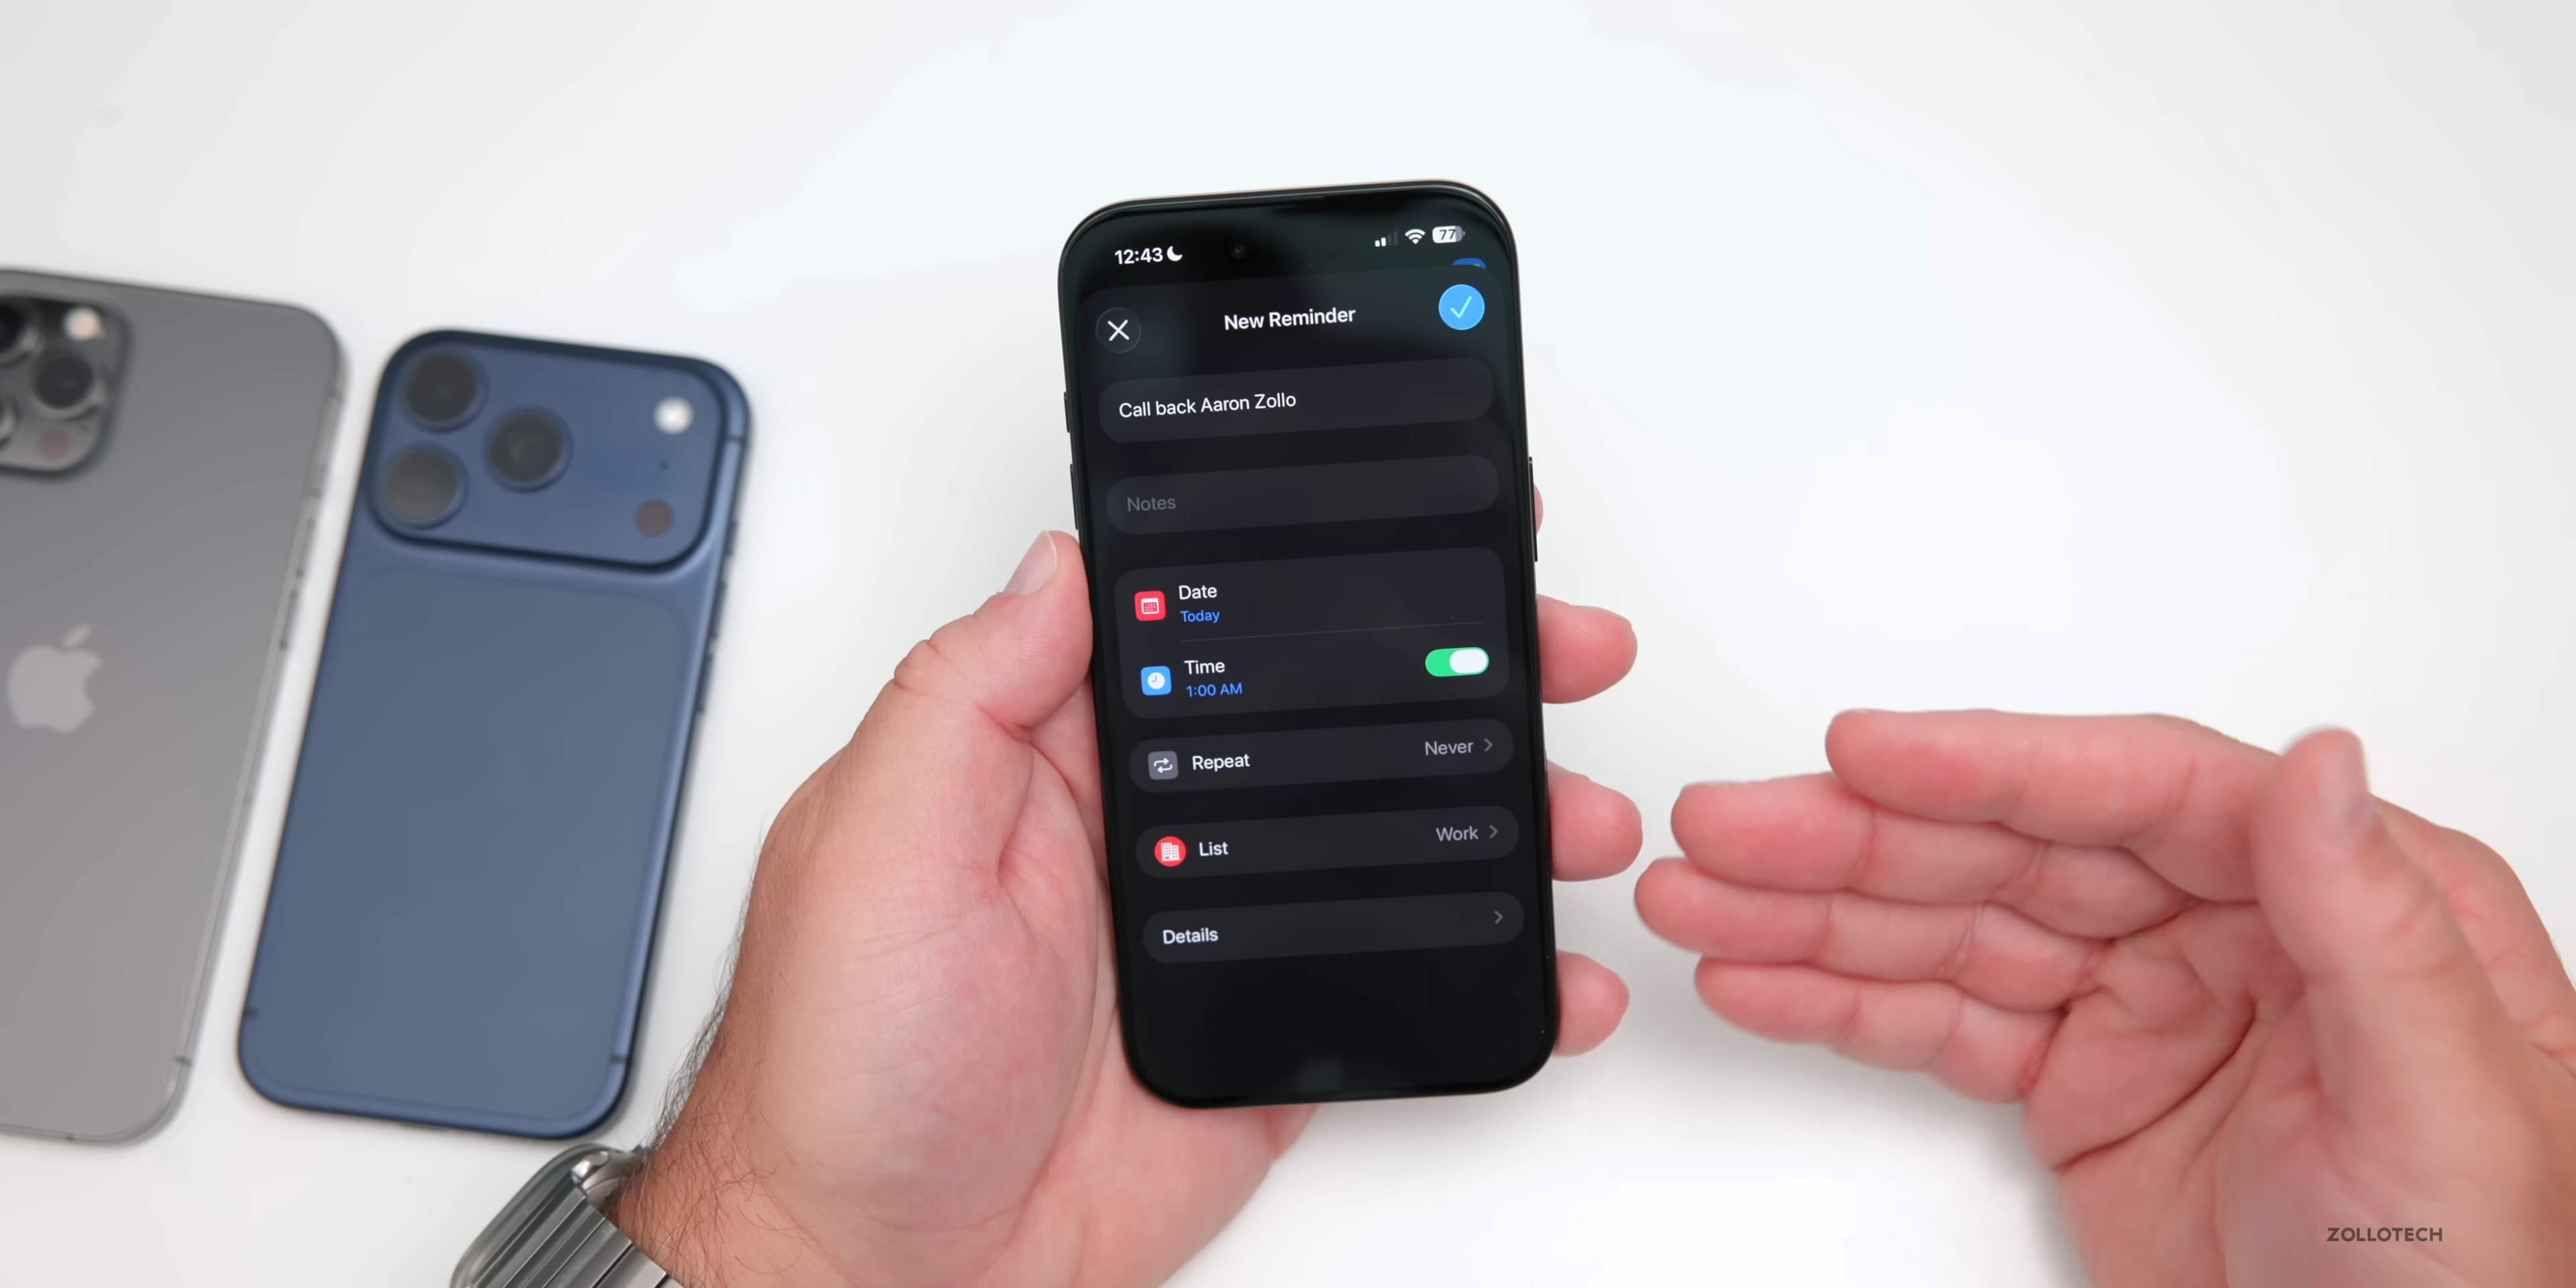 12:43
77
New Reminder
Call back Aaron Zollo
Notes
Date
Today
Time
1:00 AM
Repeat
Never
List
Work
Details
ZOLLOTECH